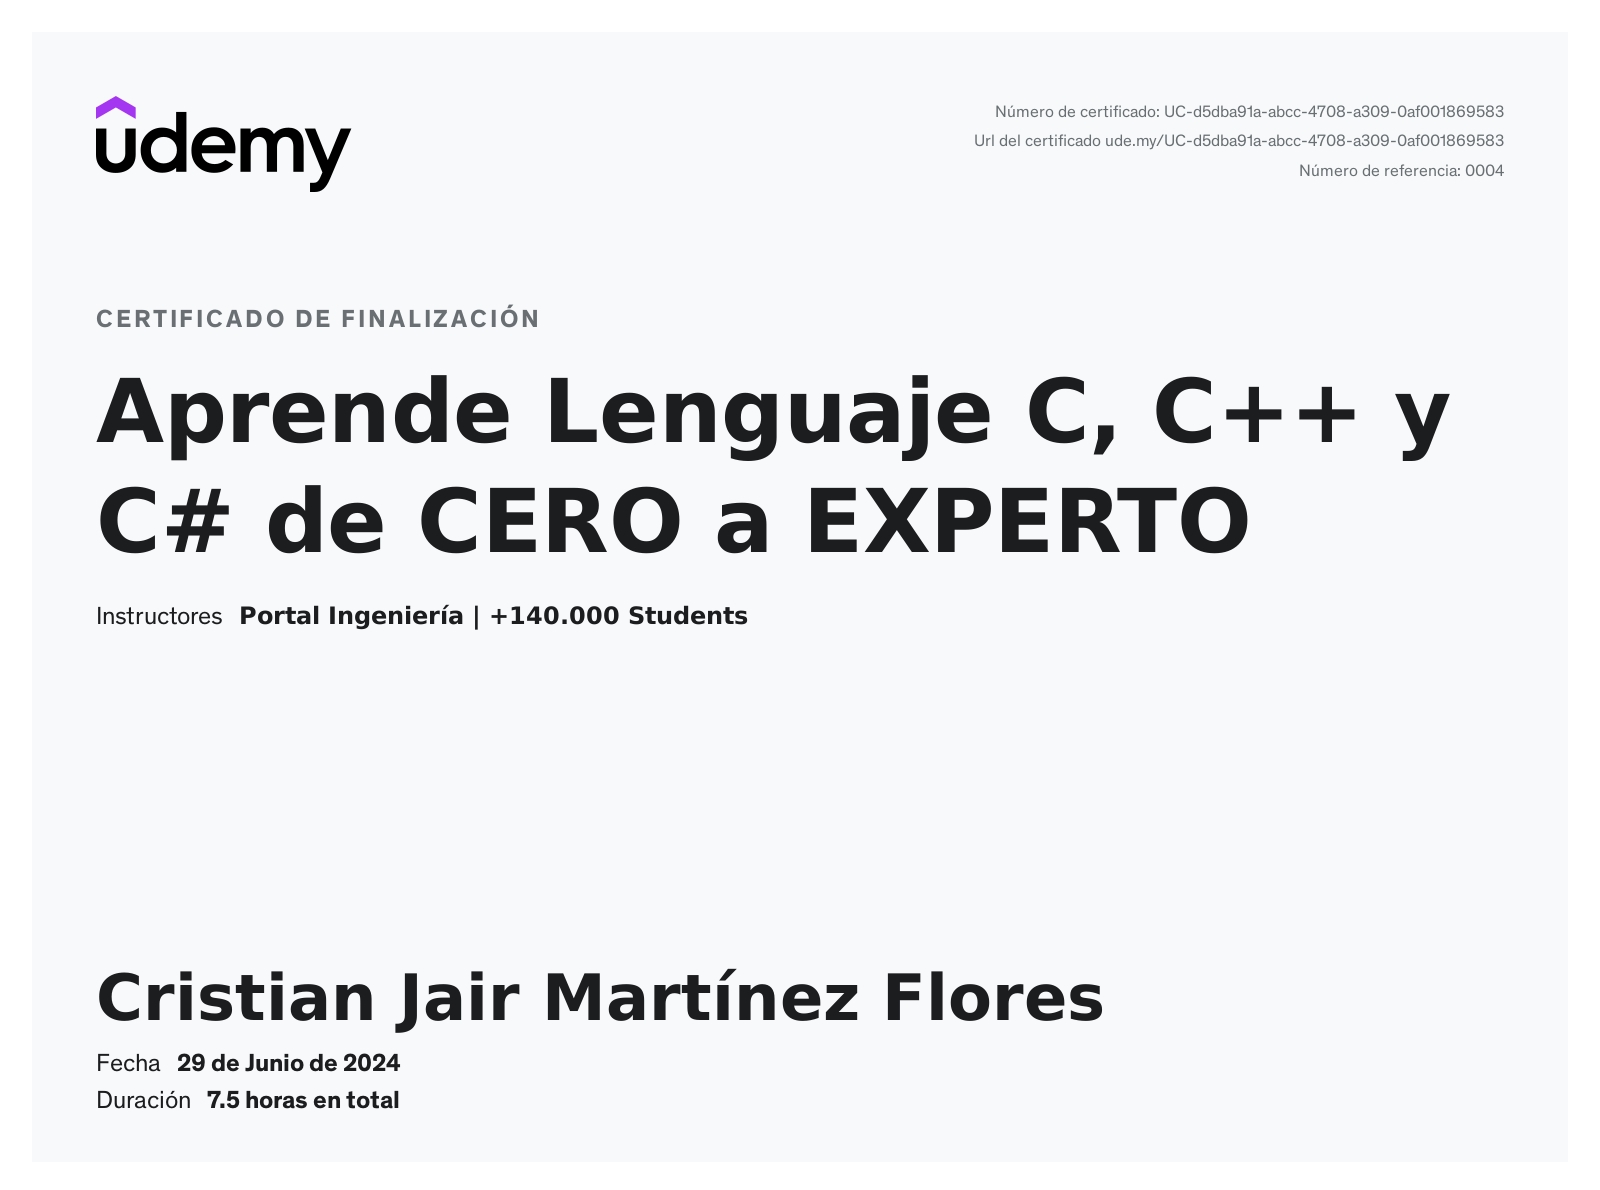 udemy
Número de certificado: UC-d5dba91a-abcc-4708-a309-0af001869583
Url del certificado ude.my/UC-d5dba91a-abcc-4708-a309-0af001869583
Número de referencia: 0004
CERTIFICADO DE FINALIZACIÓN
Aprende Lenguaje C, C++ y
C# de CERO a EXPERTO
Instructores Portal Ingeniería | +140.000 Students
Cristian Jair Martínez Flores
Fecha 29 de Junio de 2024
Duración 7.5 horas en total